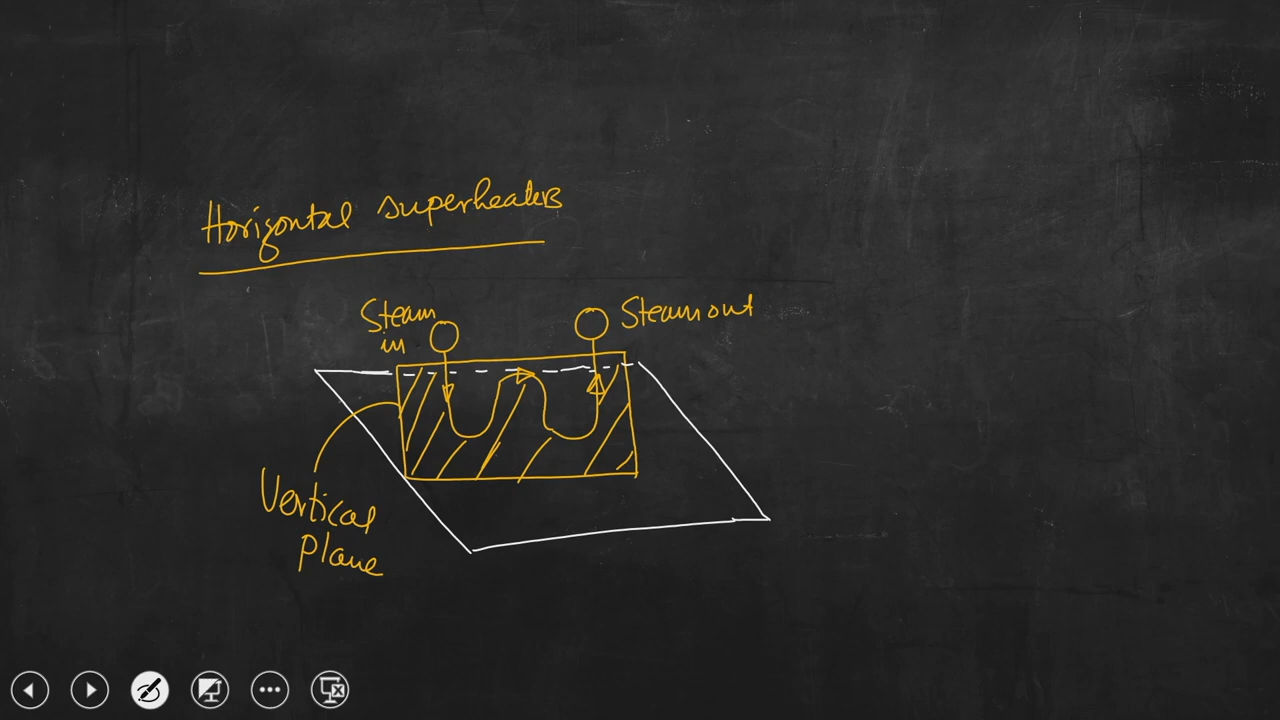 Horizontal superheaters
Steam
in
Steam out
Vertical
plane